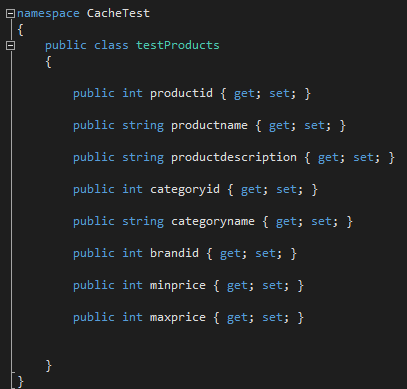 namespace CacheTest
{
public class testProducts
{
public int productid { get; set; }
public string productname { get; set; }
public string productdescription { get; set; }
public int categoryid { get; set; }
public string categoryname { get; set; }
public int brandid { get; set; }
public int minprice { get; set; }
public int maxprice { get; set; }
}
}